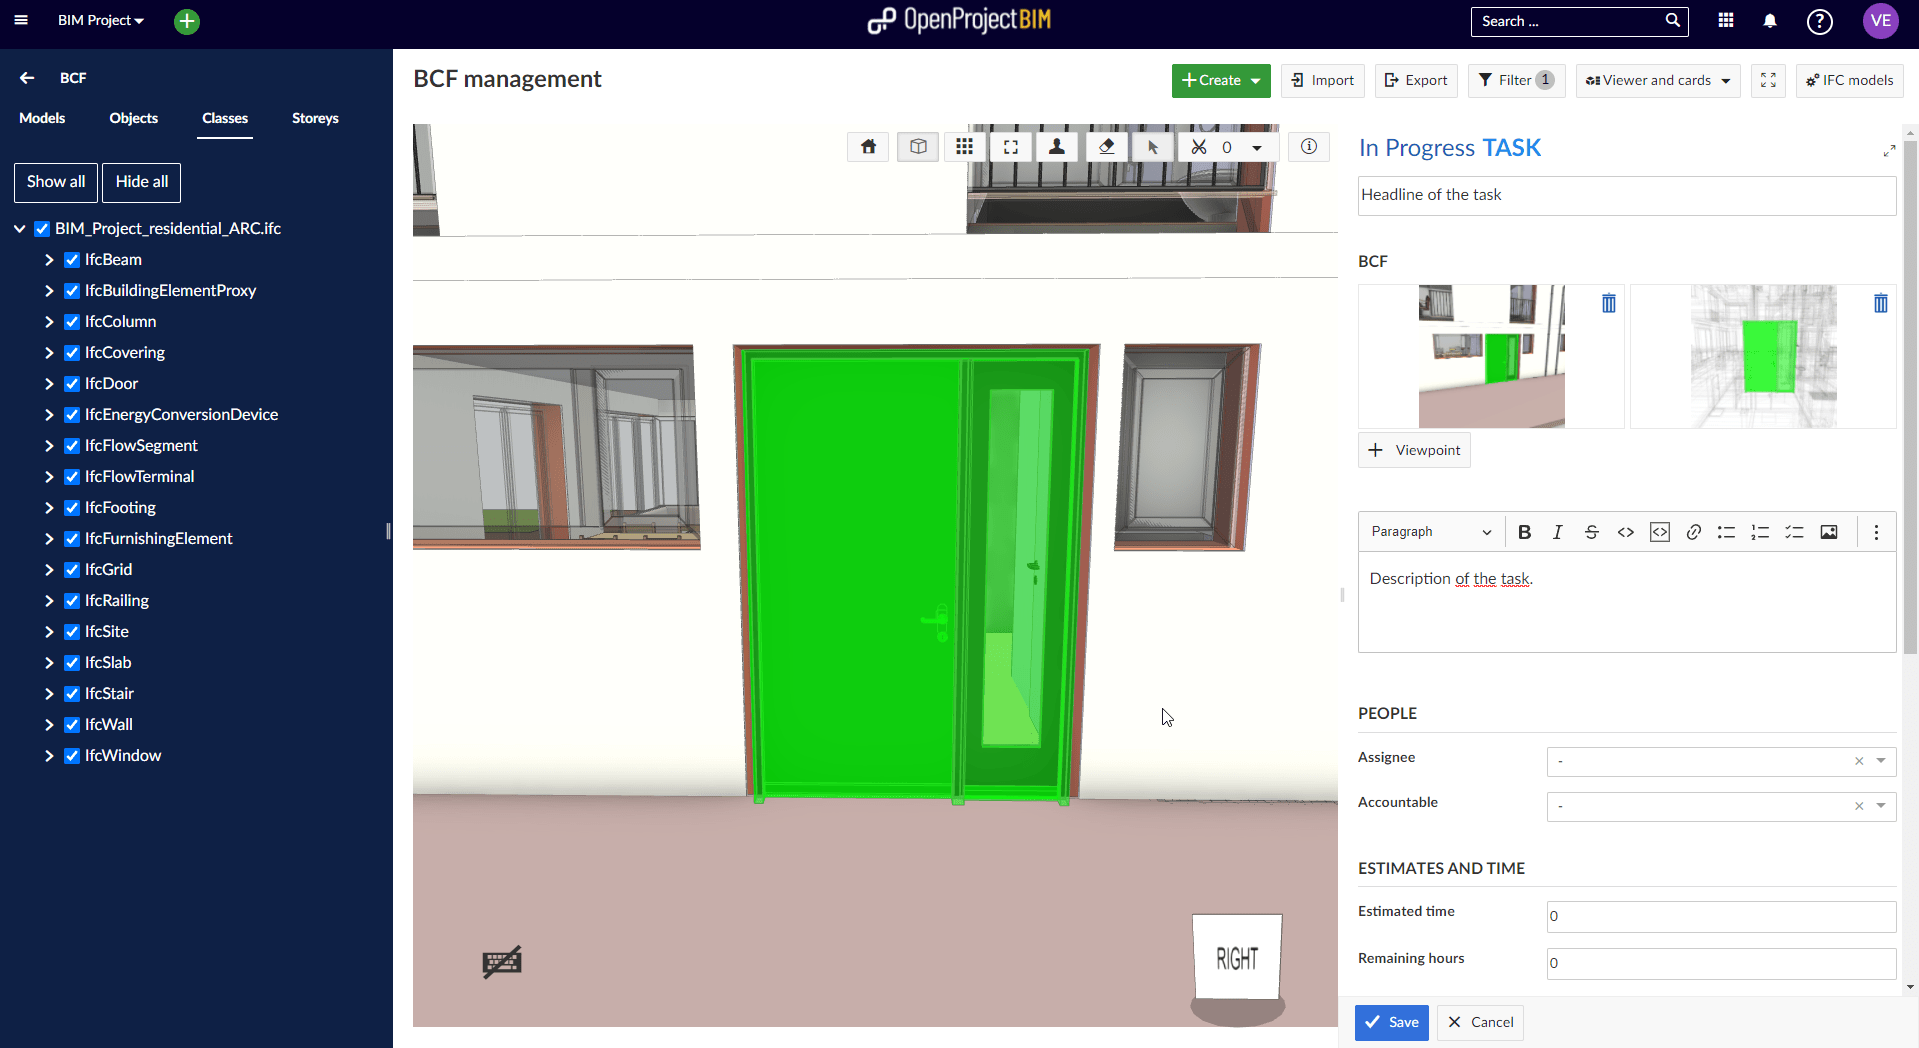 BIM Project
OpenProjectBIM
Search ...
?
VE
BCF
Models Objects Classes Storeys
Show all Hide all
BIM_Project_residential_ARC.ifc
IfcBeam
IfcBuildingElementProxy
IfcColumn
IfcCovering
IfcDoor
IfcEnergyConversionDevice
IfcFlowSegment
IfcFlowTerminal
IfcFooting
IfcFurnishingElement
IfcGrid
IfcRailing
IfcSite
IfcSlab
IfcStair
IfcWall
IfcWindow
BCF management
+ Create Import Export Filter 1 Viewer and cards IFC models
0
RIGHT
In Progress TASK
Headline of the task
BCF
+ Viewpoint
Paragraph B I S <> <>
Description of the task.
PEOPLE
Assignee -
Accountable -
ESTIMATES AND TIME
Estimated time 0
Remaining hours 0
Save Cancel